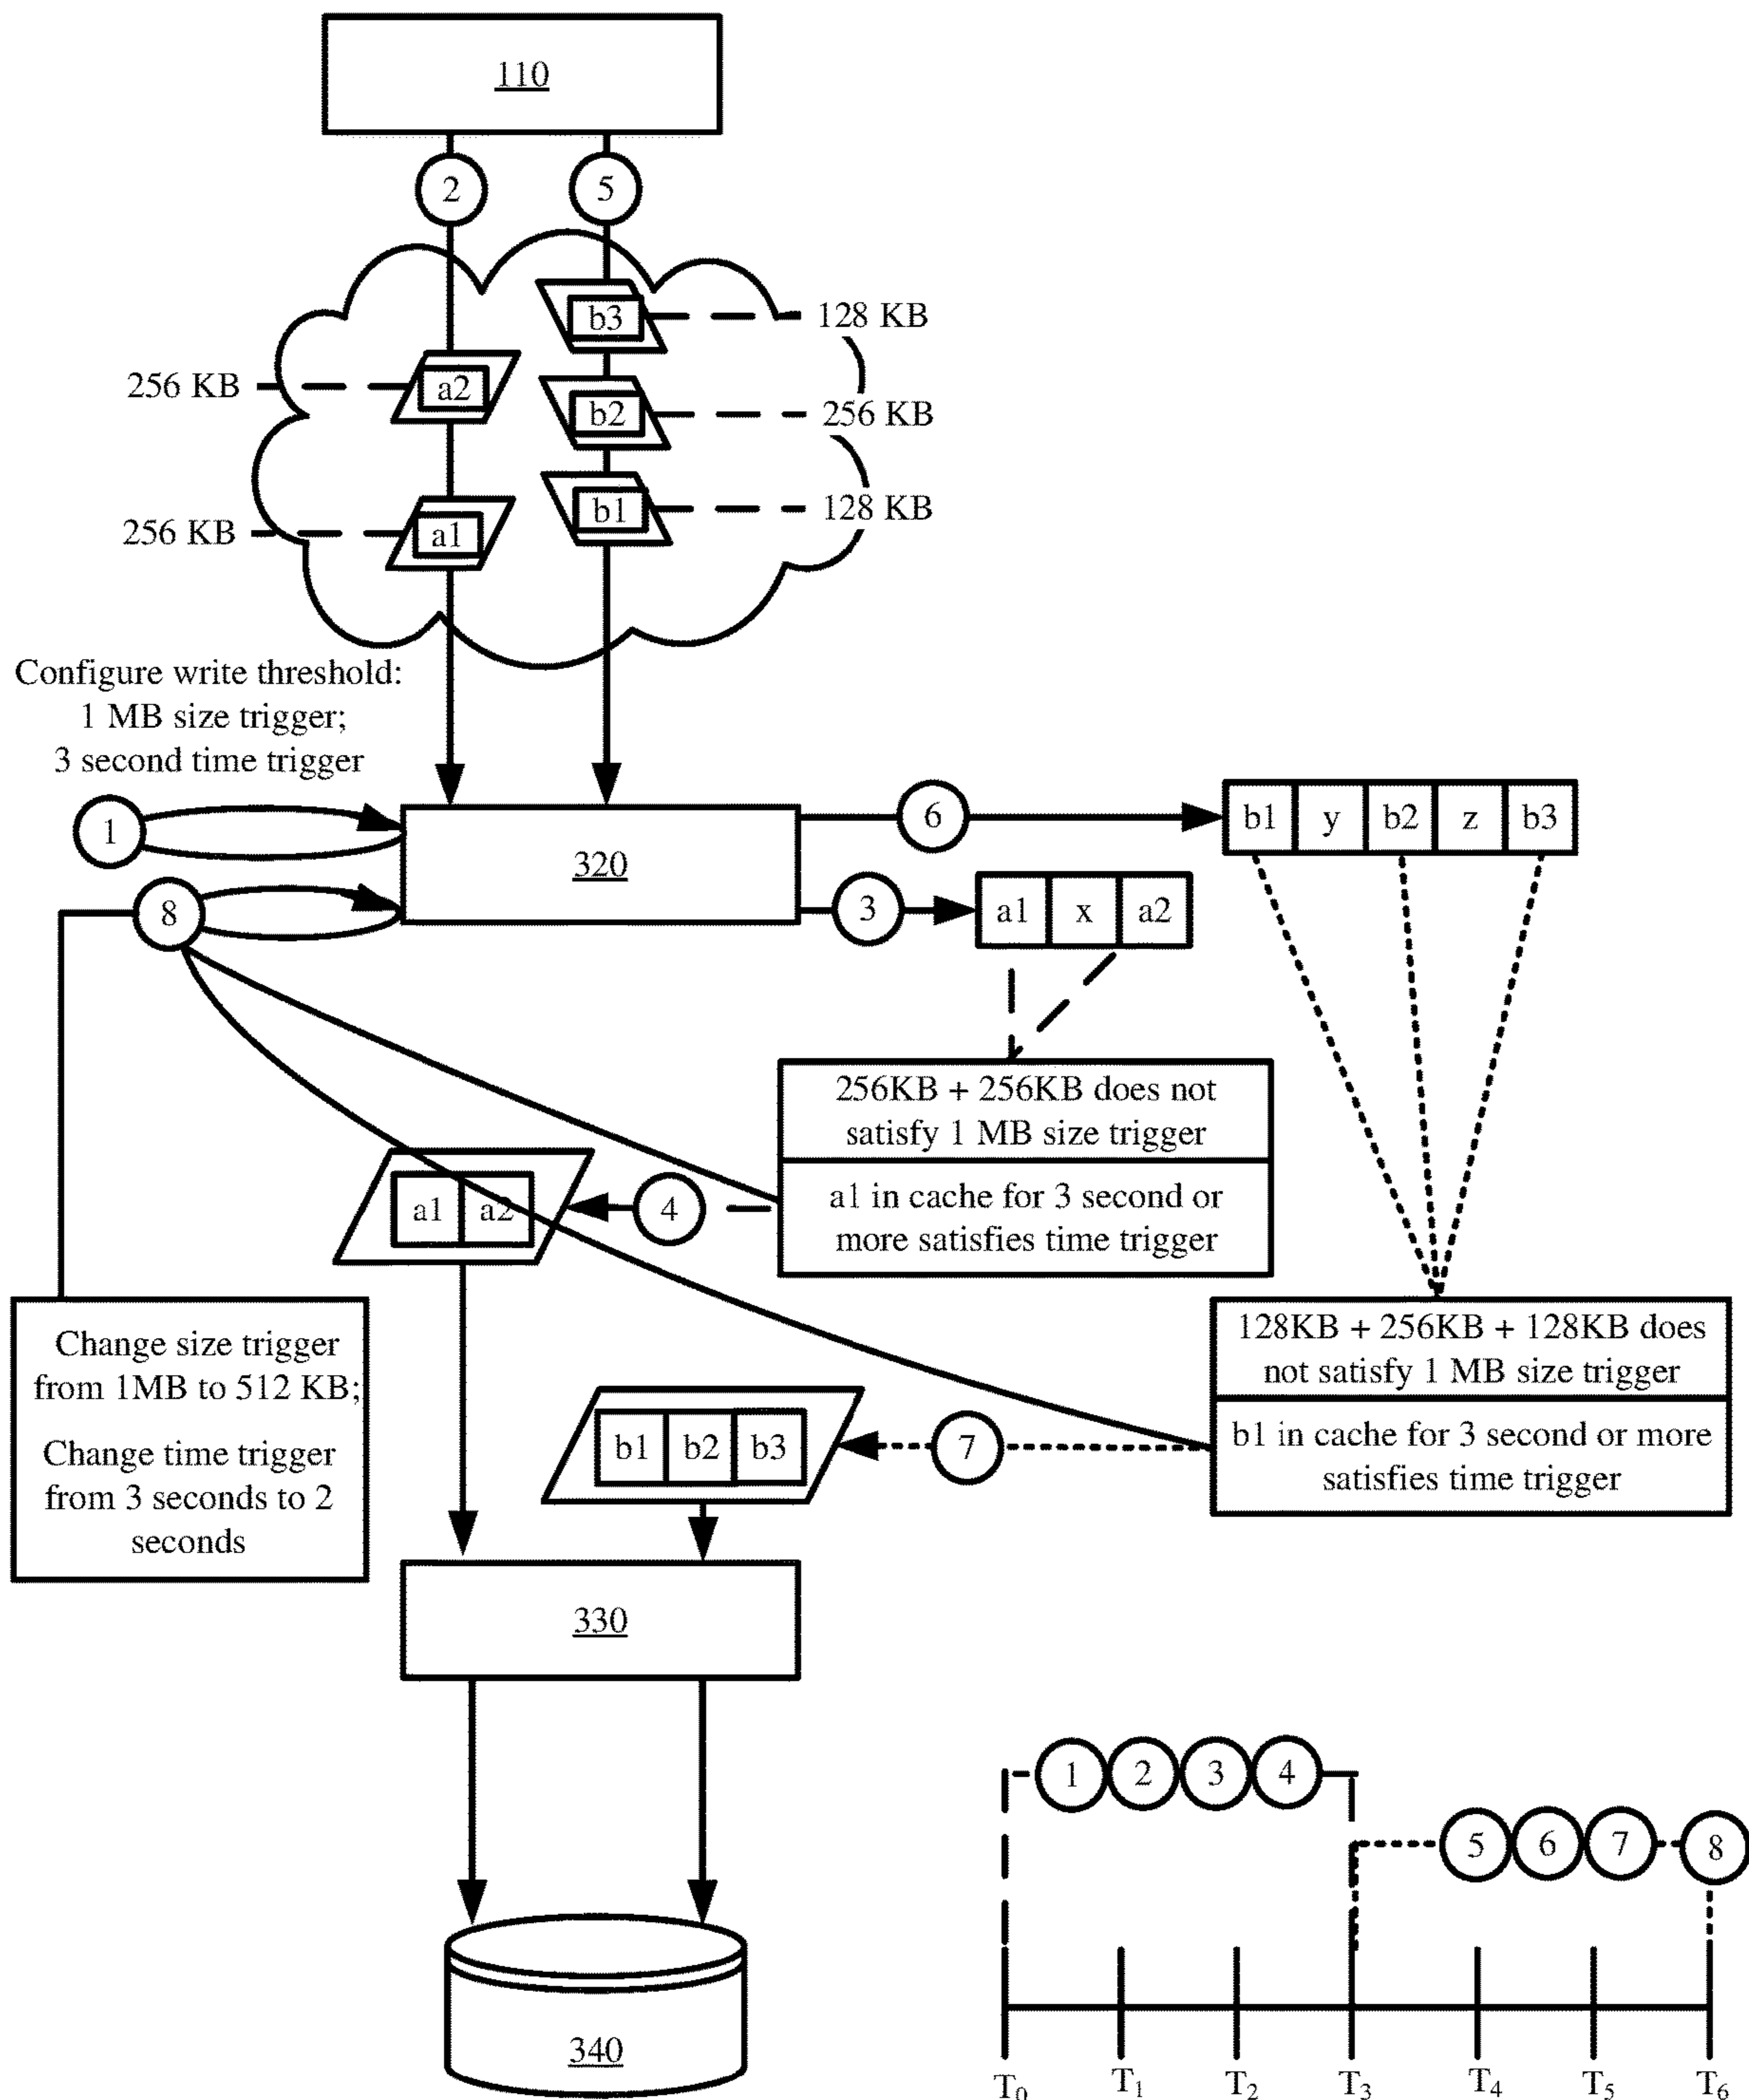 110
2
5
b3
128 KB
256 KB
a2
b2
256 KB
256 KB
a1
b1
128 KB
Configure write threshold:
1 MB size trigger;
3 second time trigger
1
320
6
b1 y b2 z b3
8
3
a1 x a2
256KB + 256KB does not
satisfy 1 MB size trigger
a1 in cache for 3 second or
more satisfies time trigger
a1 a2
4
128KB + 256KB + 128KB does
not satisfy 1 MB size trigger
b1 in cache for 3 second or more
satisfies time trigger
Change size trigger
from 1MB to 512 KB;
Change time trigger
from 3 seconds to 2
seconds
b1 b2 b3
7
330
1 2 3 4
5 6 7 8
340
T0 T1 T2 T3 T4 T5 T6